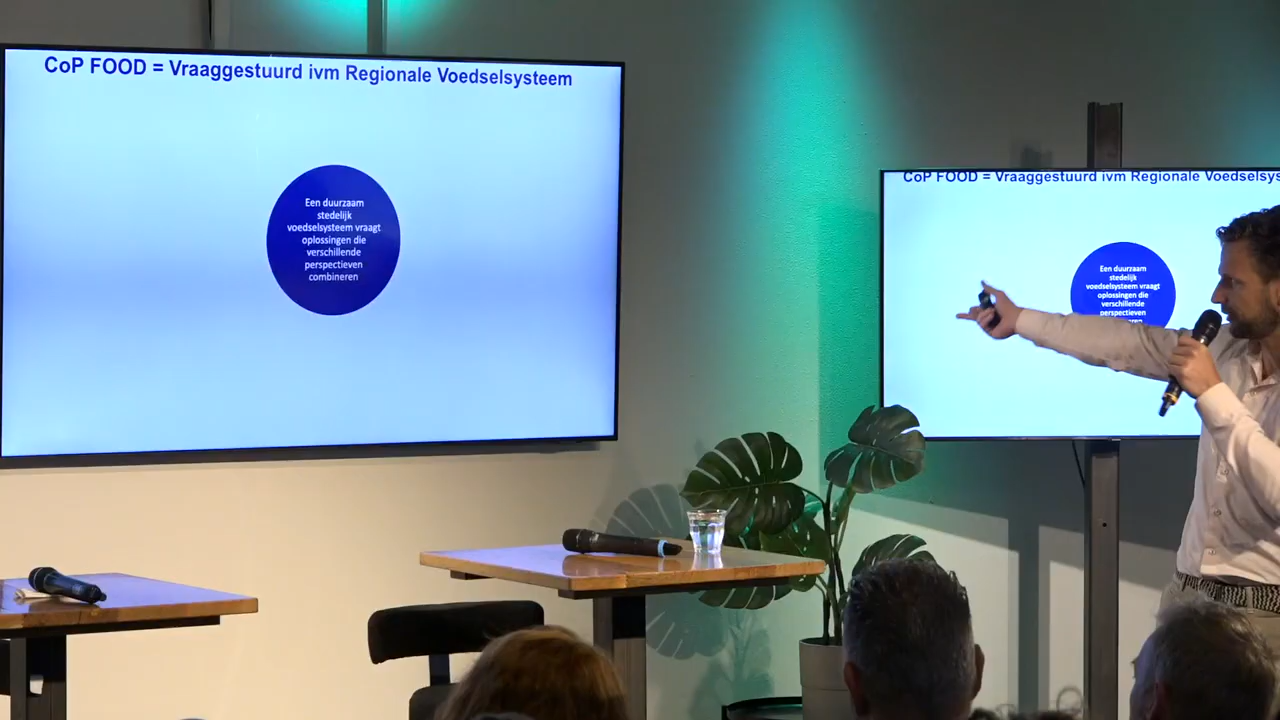 CoP FOOD = Vraaggestuurd ivm Regionale Voedselsysteem
Een duurzaam
stedelijk
voedselsysteem vraagt
oplossingen die
verschillende
perspectieven
combineren
CoP FOOD = Vraaggestuurd ivm Regionale Voedselsys
Een duurzaam
stedelijk
voedselsysteem vraagt
oplossingen die
verschillende
perspectieven